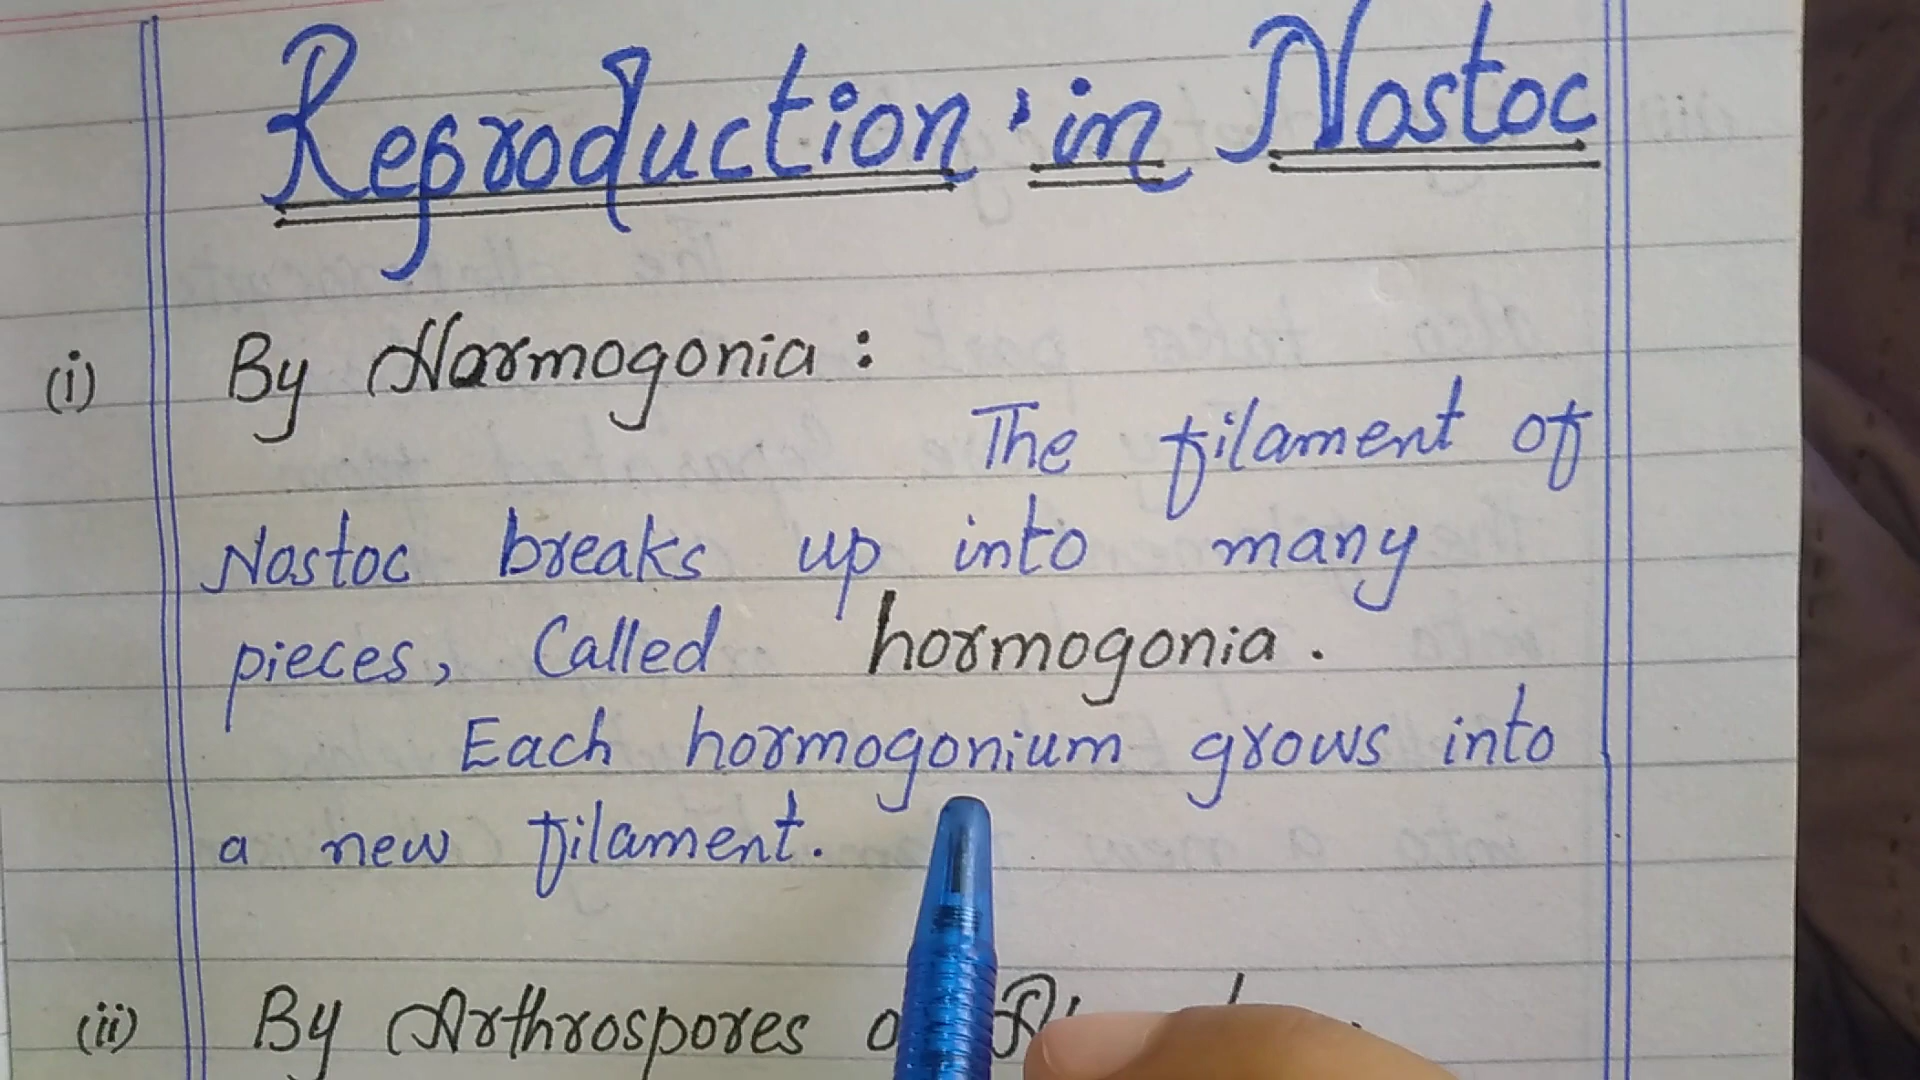 Reproduction in Nostoc
(i) By Hormogonia :
The filament of
Nostoc breaks up into many
pieces, Called hormogonia.
Each hormogonium grows into
a new filament.
(ii) By Arthrospores